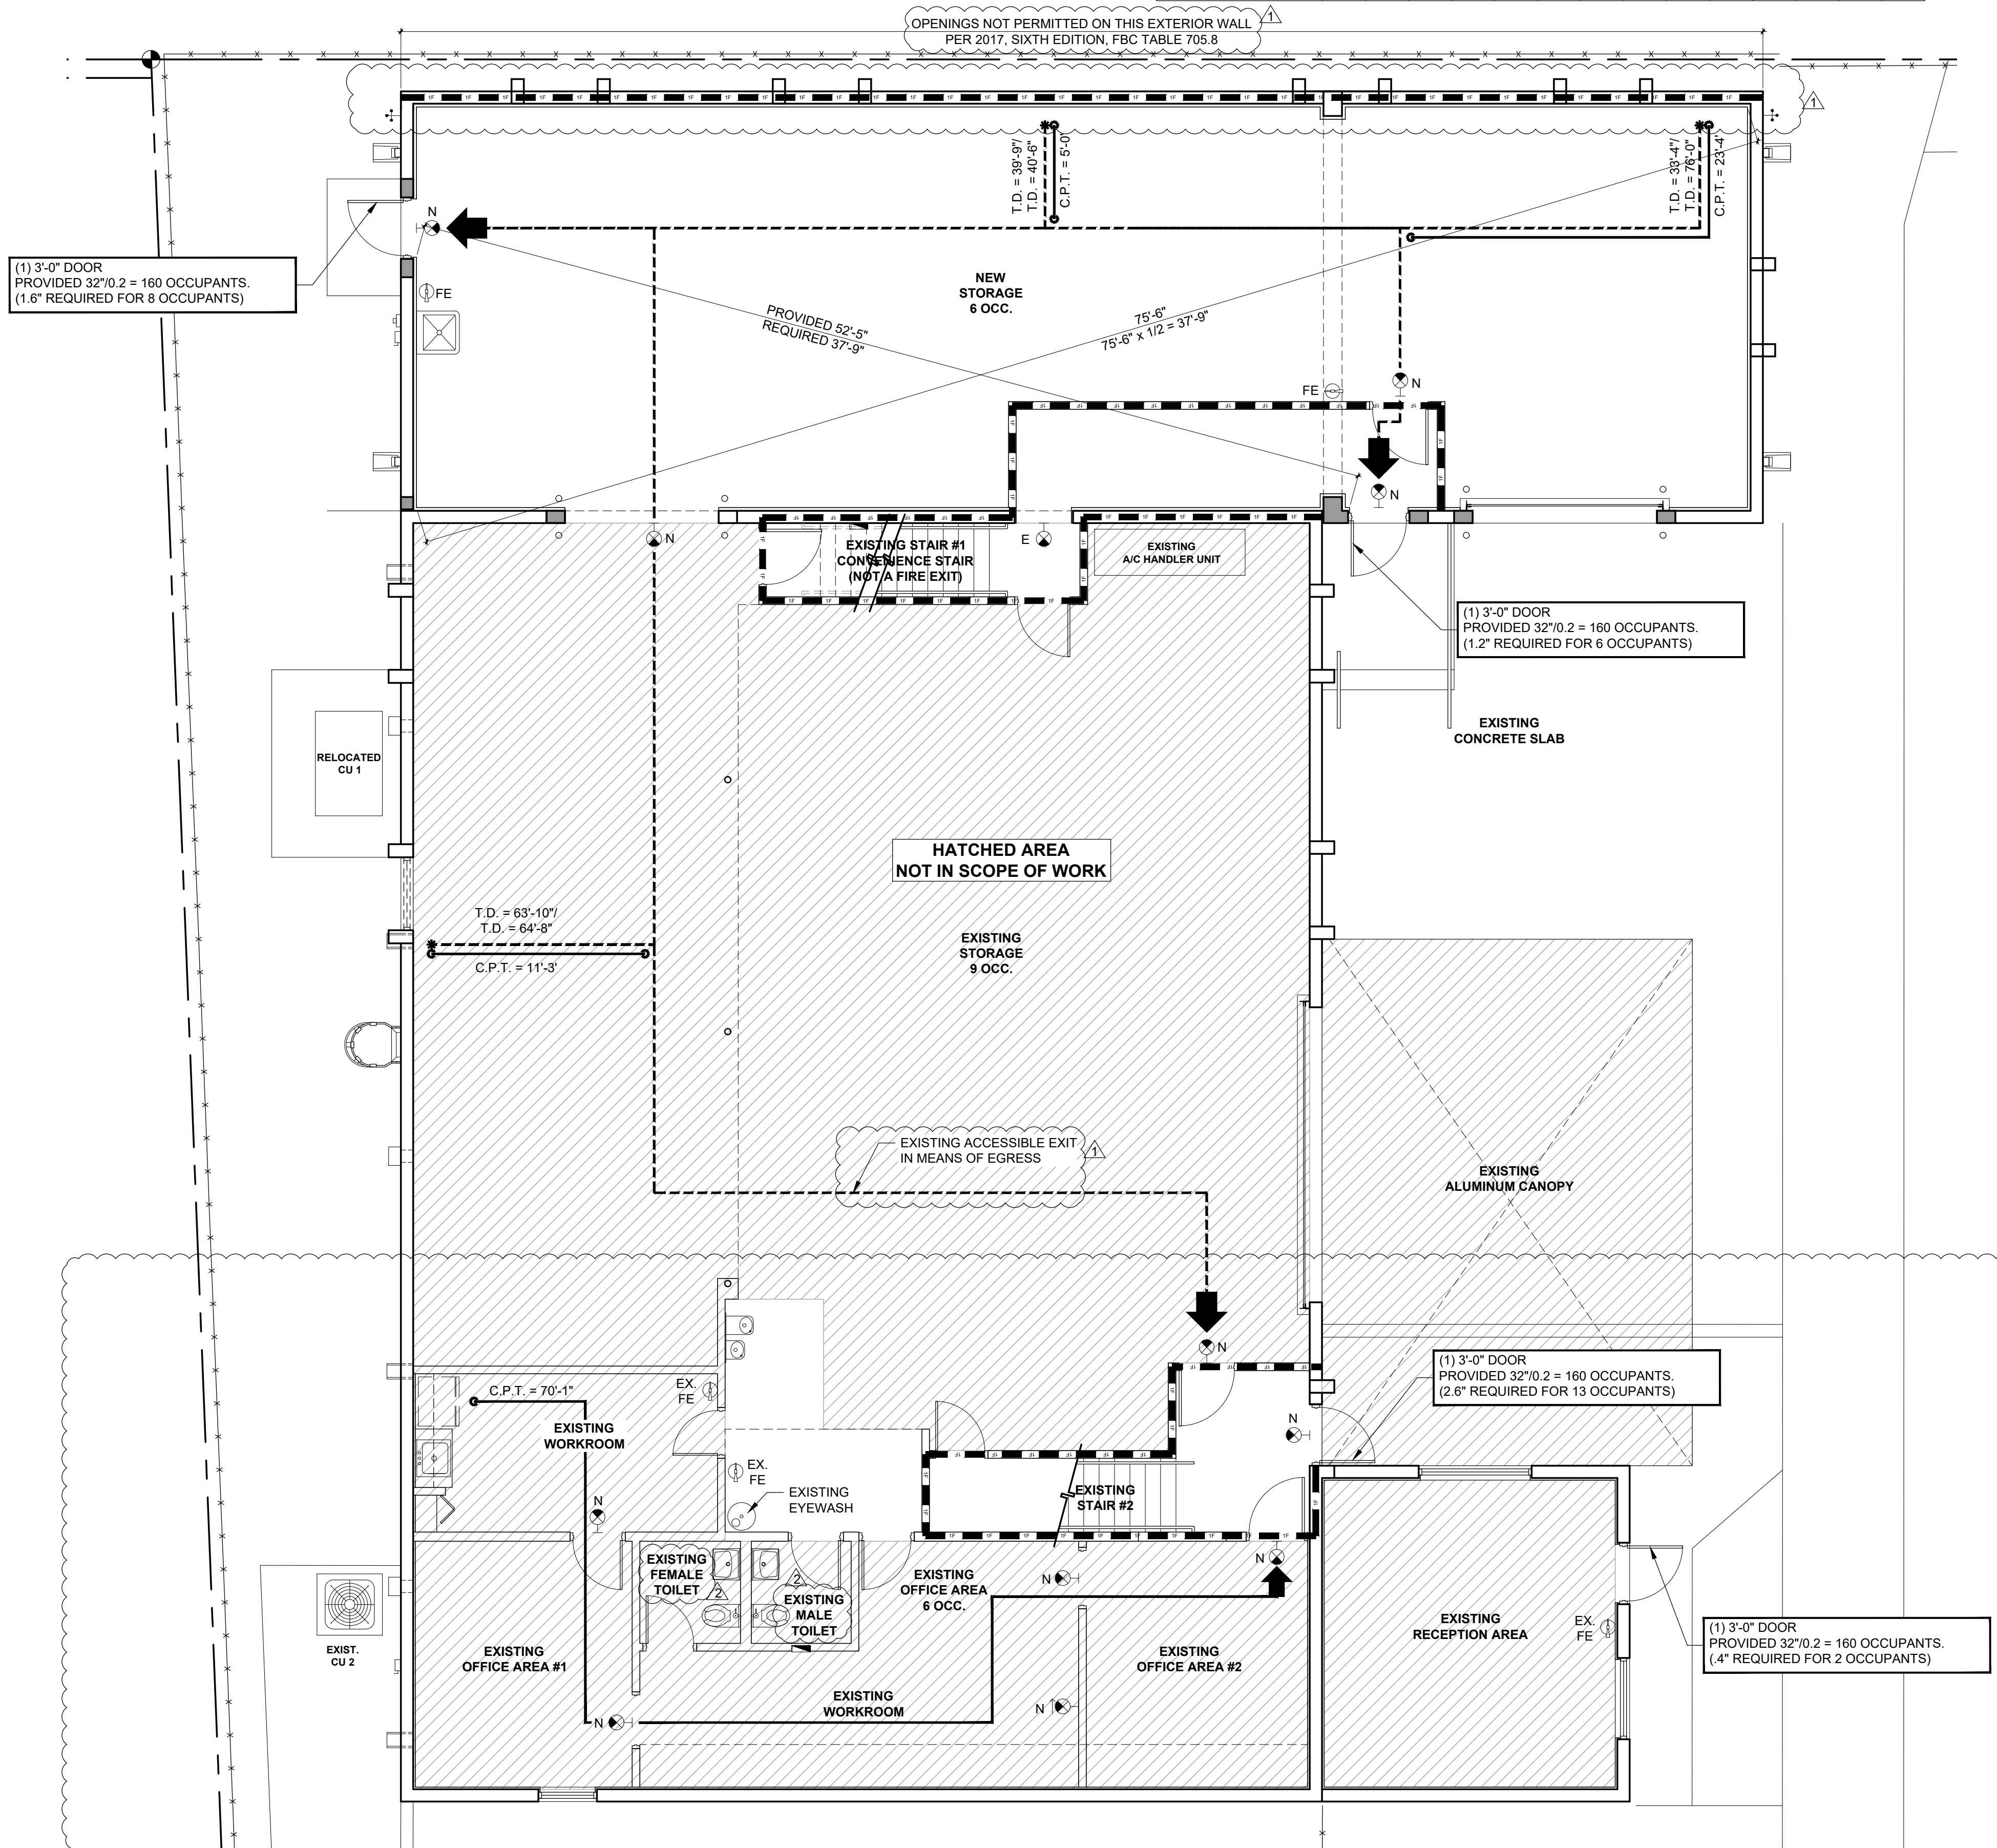 OPENINGS NOT PERMITTED ON THIS EXTERIOR WALL
PER 2017, SIXTH EDITION, FBC TABLE 705.8
1
1
T.D. = 39'-9"/
T.D. = 40'-6"
C.P.T. = 5'-0"
T.D. = 33'-4"/
T.D. = 76'-0"
C.P.T. = 23'-4"
N
(1) 3'-0" DOOR
PROVIDED 32"/0.2 = 160 OCCUPANTS.
(1.6" REQUIRED FOR 8 OCCUPANTS)
FE
NEW
STORAGE
6 OCC.
PROVIDED 52'-5"
REQUIRED 37'-9"
75'-6"
75'-6" x 1/2 = 37'-9"
FE
N
N
N
EXISTING STAIR #1
CONVENIENCE STAIR
(NOT A FIRE EXIT)
E
EXISTING
A/C HANDLER UNIT
(1) 3'-0" DOOR
PROVIDED 32"/0.2 = 160 OCCUPANTS.
(1.2" REQUIRED FOR 6 OCCUPANTS)
EXISTING
CONCRETE SLAB
RELOCATED
CU 1
HATCHED AREA
NOT IN SCOPE OF WORK
T.D. = 63'-10"/
T.D. = 64'-8"
C.P.T. = 11'-3'
EXISTING
STORAGE
9 OCC.
EXISTING ACCESSIBLE EXIT
IN MEANS OF EGRESS
1
EXISTING
ALUMINUM CANOPY
N
(1) 3'-0" DOOR
PROVIDED 32"/0.2 = 160 OCCUPANTS.
(2.6" REQUIRED FOR 13 OCCUPANTS)
C.P.T. = 70'-1"
EX.
FE
EXISTING
WORKROOM
N
EX.
FE
EXISTING
EYEWASH
EXISTING
STAIR #2
N
EXISTING
FEMALE
TOILET
2
2
EXISTING
MALE
TOILET
EXISTING
OFFICE AREA
6 OCC.
N
N
EXISTING
OFFICE AREA #1
EXISTING
OFFICE AREA #2
EXISTING
RECEPTION AREA
EX.
FE
(1) 3'-0" DOOR
PROVIDED 32"/0.2 = 160 OCCUPANTS.
(.4" REQUIRED FOR 2 OCCUPANTS)
EXIST.
CU 2
EXISTING
WORKROOM
N
N
1F